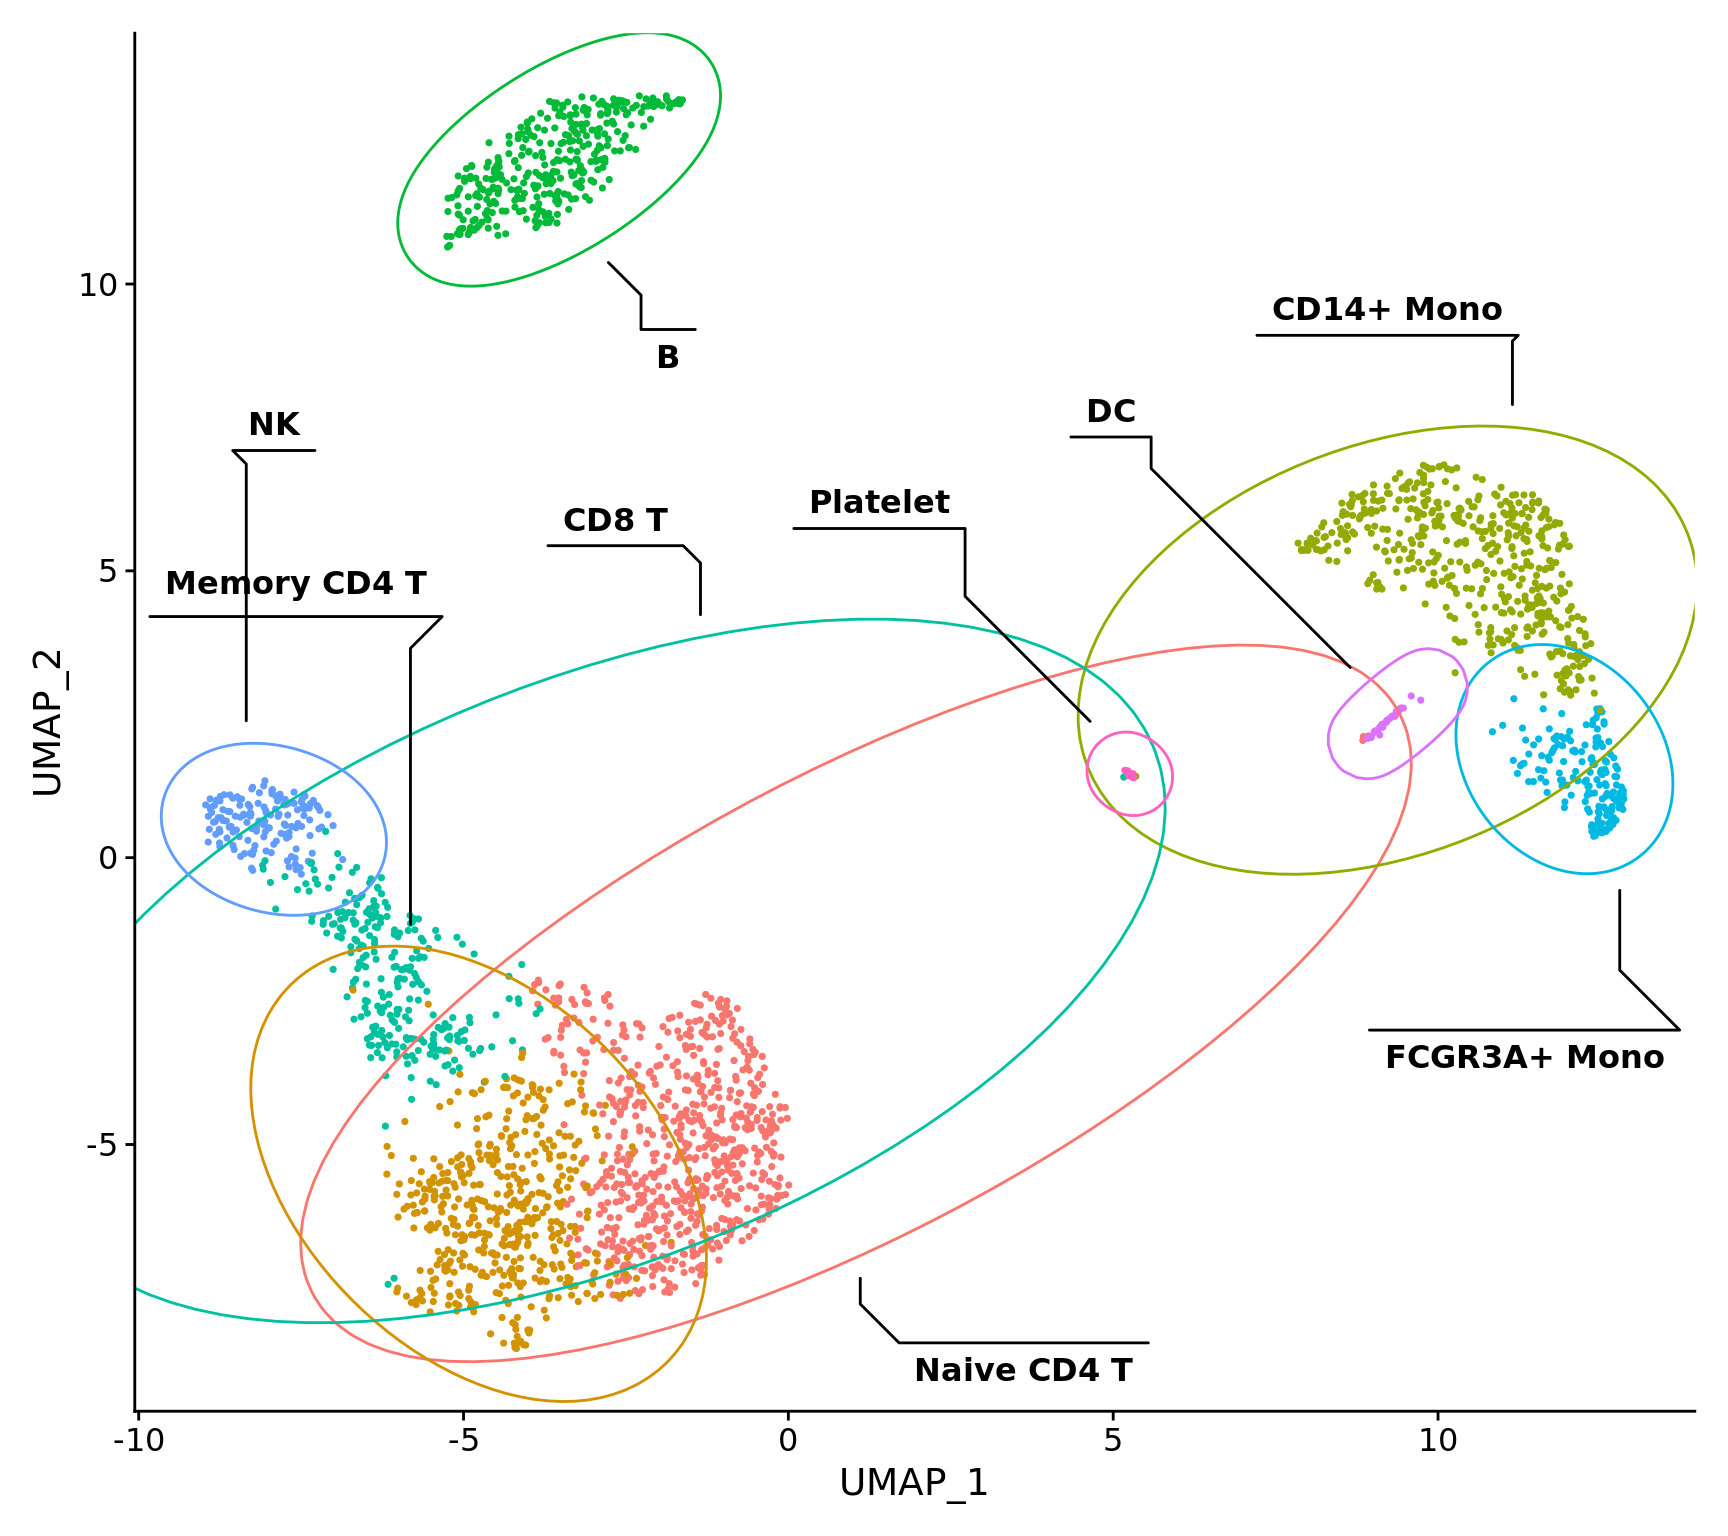 B
CD14+ Mono
DC
NK
Platelet
CD8 T
Memory CD4 T
FCGR3A+ Mono
Naive CD4 T
10
5
0
-5
UMAP_2
-10
-5
0
5
10
UMAP_1